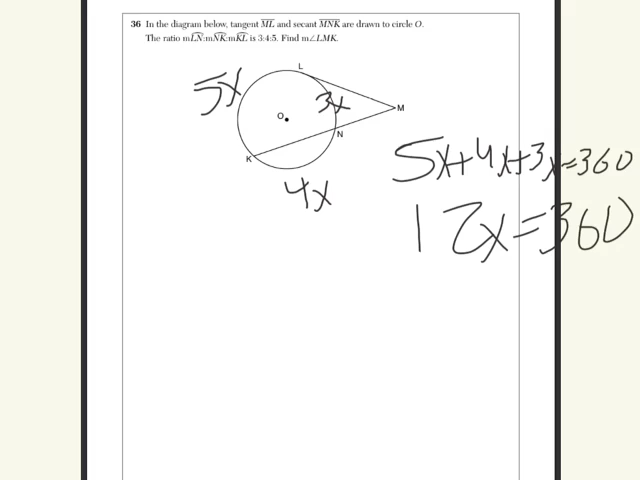 36 In the diagram below, tangent ML and secant MNK are drawn to circle O.
The ratio mLN:mNK:mKL is 3:4:5. Find m∠LMK.
5x
L
3x
M
O
N
K
4x
5x+4x+3x=360
12x=360